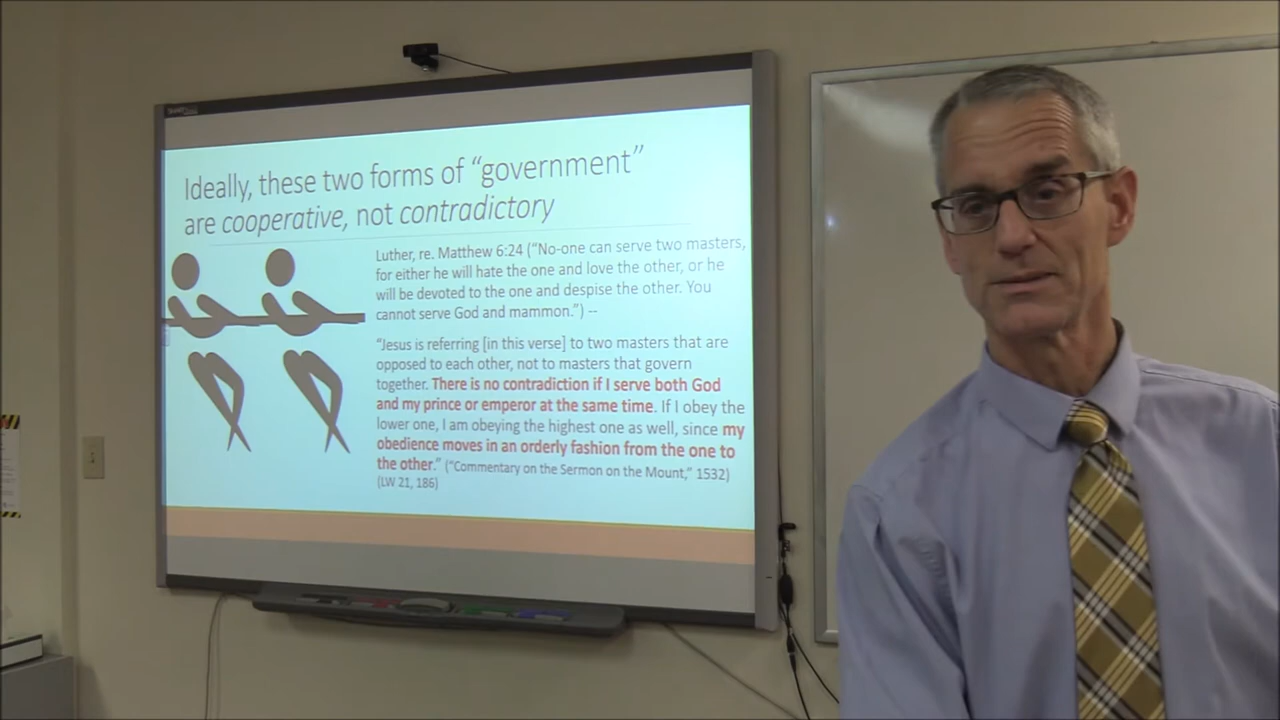 Ideally, these two forms of “government”
are cooperative, not contradictory
Luther, re. Matthew 6:24 (“No-one can serve two masters,
for either he will hate the one and love the other, or he
will be devoted to the one and despise the other. You
cannot serve God and mammon.”) --
“Jesus is referring [in this verse] to two masters that are
opposed to each other, not to masters that govern
together. There is no contradiction if I serve both God
and my prince or emperor at the same time. If I obey the
lower one, I am obeying the highest one as well, since my
obedience moves in an orderly fashion from the one to
the other.” (“Commentary on the Sermon on the Mount,” 1532)
(LW 21, 186)